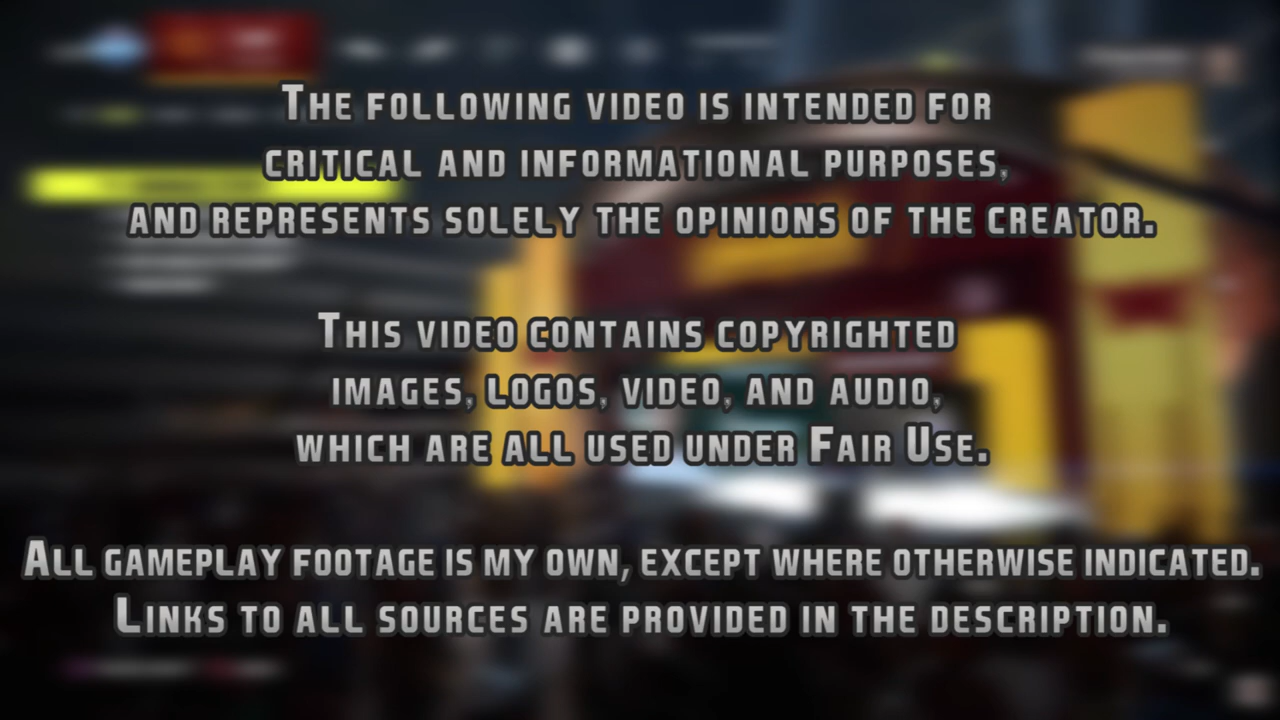 The following video is intended for
critical and informational purposes,
and represents solely the opinions of the creator.
This video contains copyrighted
images, logos, video, and audio,
which are all used under Fair Use.
All gameplay footage is my own, except where otherwise indicated.
Links to all sources are provided in the description.